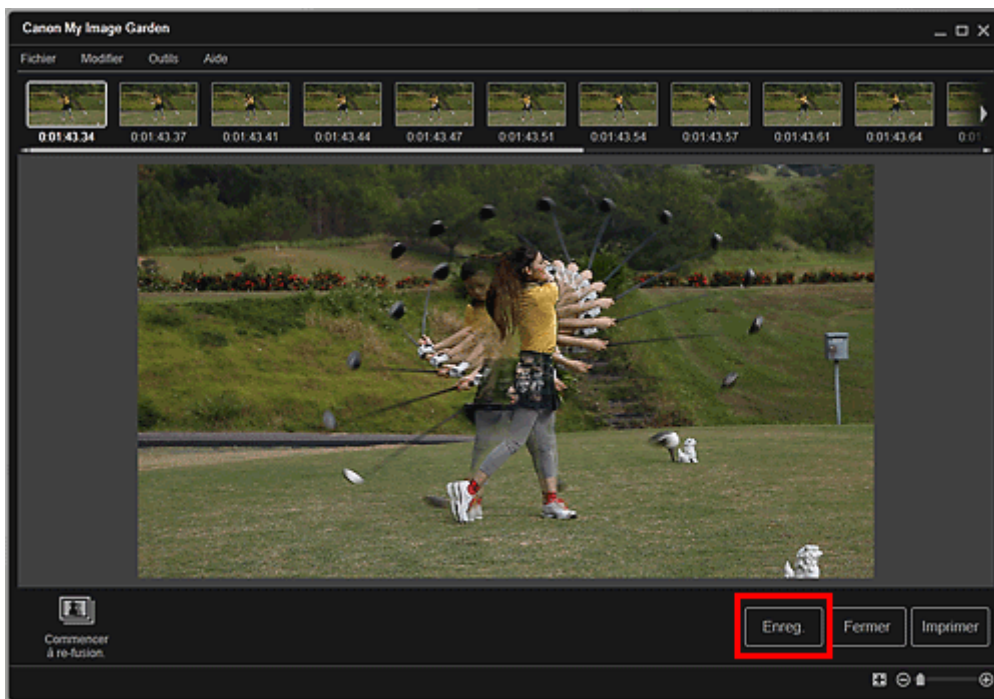 Canon My Image Garden
Fichier Modifier Outils Aide
0:01:43.34 0:01:43.37 0:01:43.41 0:01:43.44 0:01:43.47 0:01:43.51 0:01:43.54 0:01:43.57 0:01:43.61 0:01:43.64 0:01
Enreg. Fermer Imprimer
Commencer
à re-fusion.